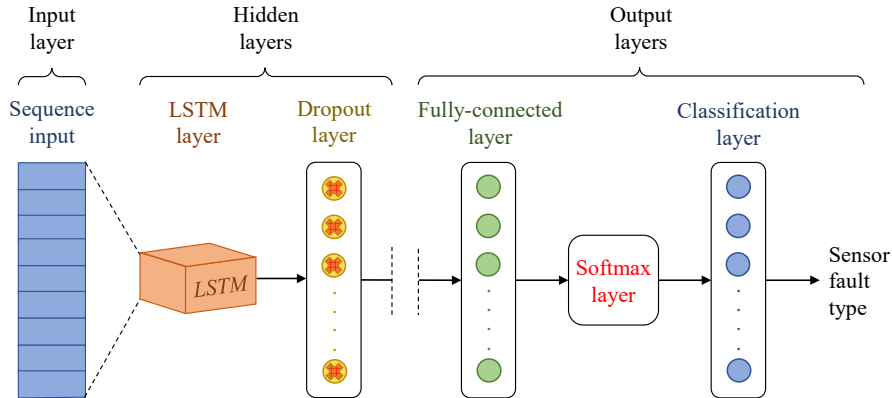 Input
layer
Hidden
layers
Output
layers
Sequence
input
LSTM
layer
Dropout
layer
Fully-connected
layer
Classification
layer
LSTM
Softmax
layer
Sensor
fault
type